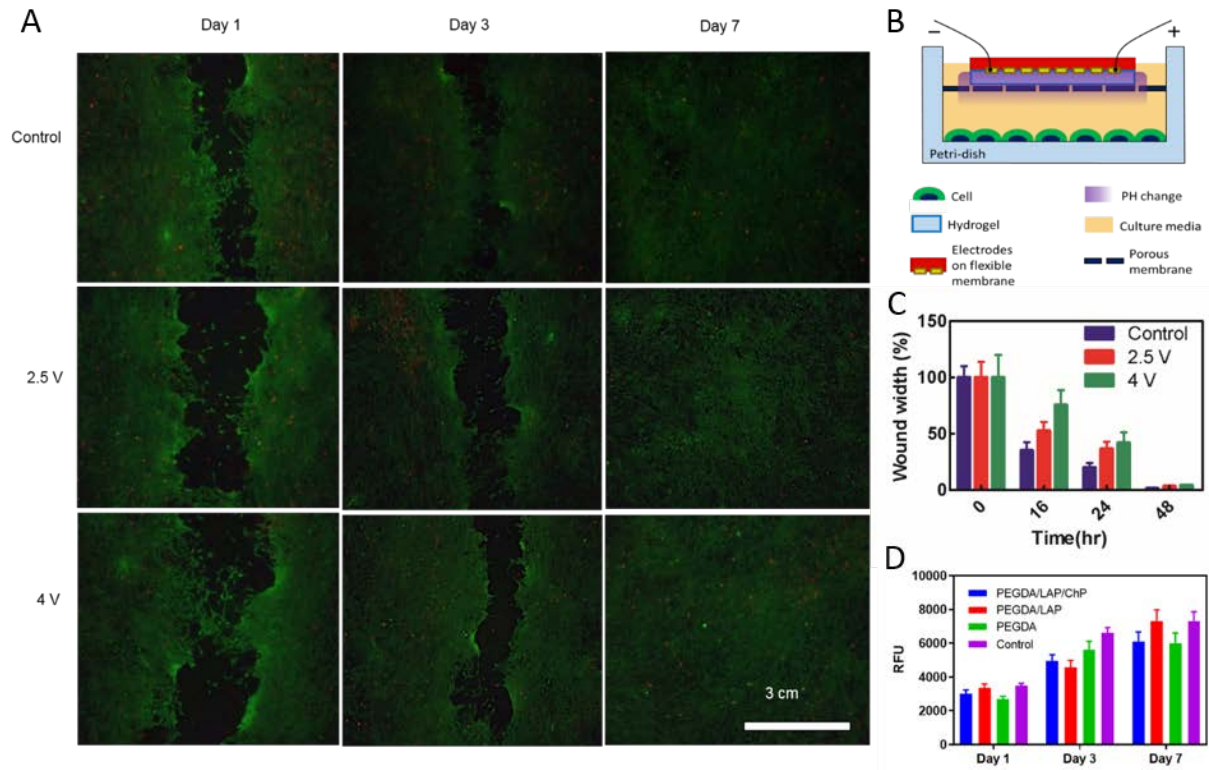 A
Day 1
Day 3
Day 7
Control
2.5 V
4 V
3 cm
B
−
+
Petri-dish
Cell
PH change
Hydrogel
Culture media
Electrodes
on flexible
membrane
Porous
membrane
C
150
100
50
0
Wound width (%)
Control
2.5 V
4 V
0
16
24
48
Time(hr)
D
10000
8000
6000
4000
2000
0
RFU
PEGDA/LAP/ChP
PEGDA/LAP
PEGDA
Control
Day 1
Day 3
Day 7